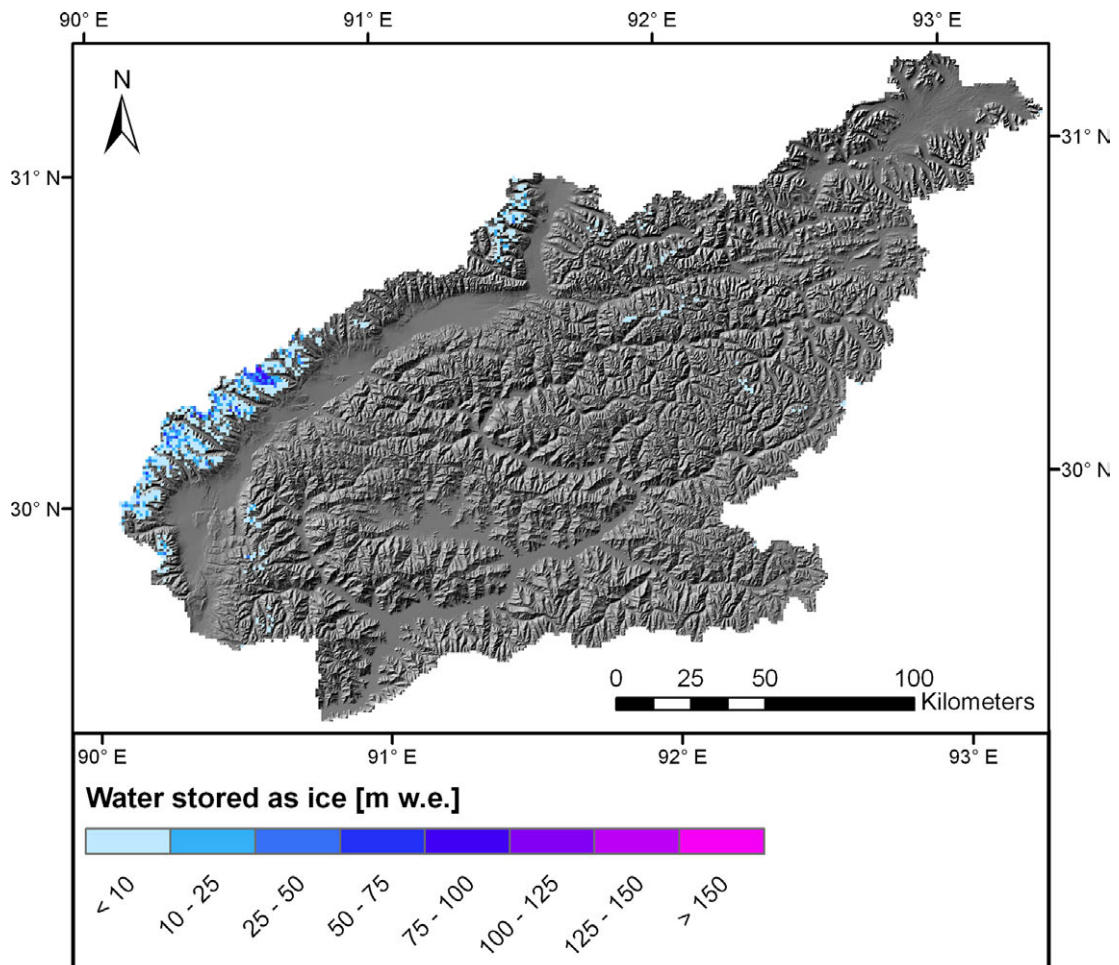 90° E 91° E 92° E 93° E
N
31° N
31° N
30° N
30° N
0 25 50 100
Kilometers
90° E 91° E 92° E 93° E
Water stored as ice [m w.e.]
< 10 10 - 25 25 - 50 50 - 75 75 - 100 100 - 125 125 - 150 > 150